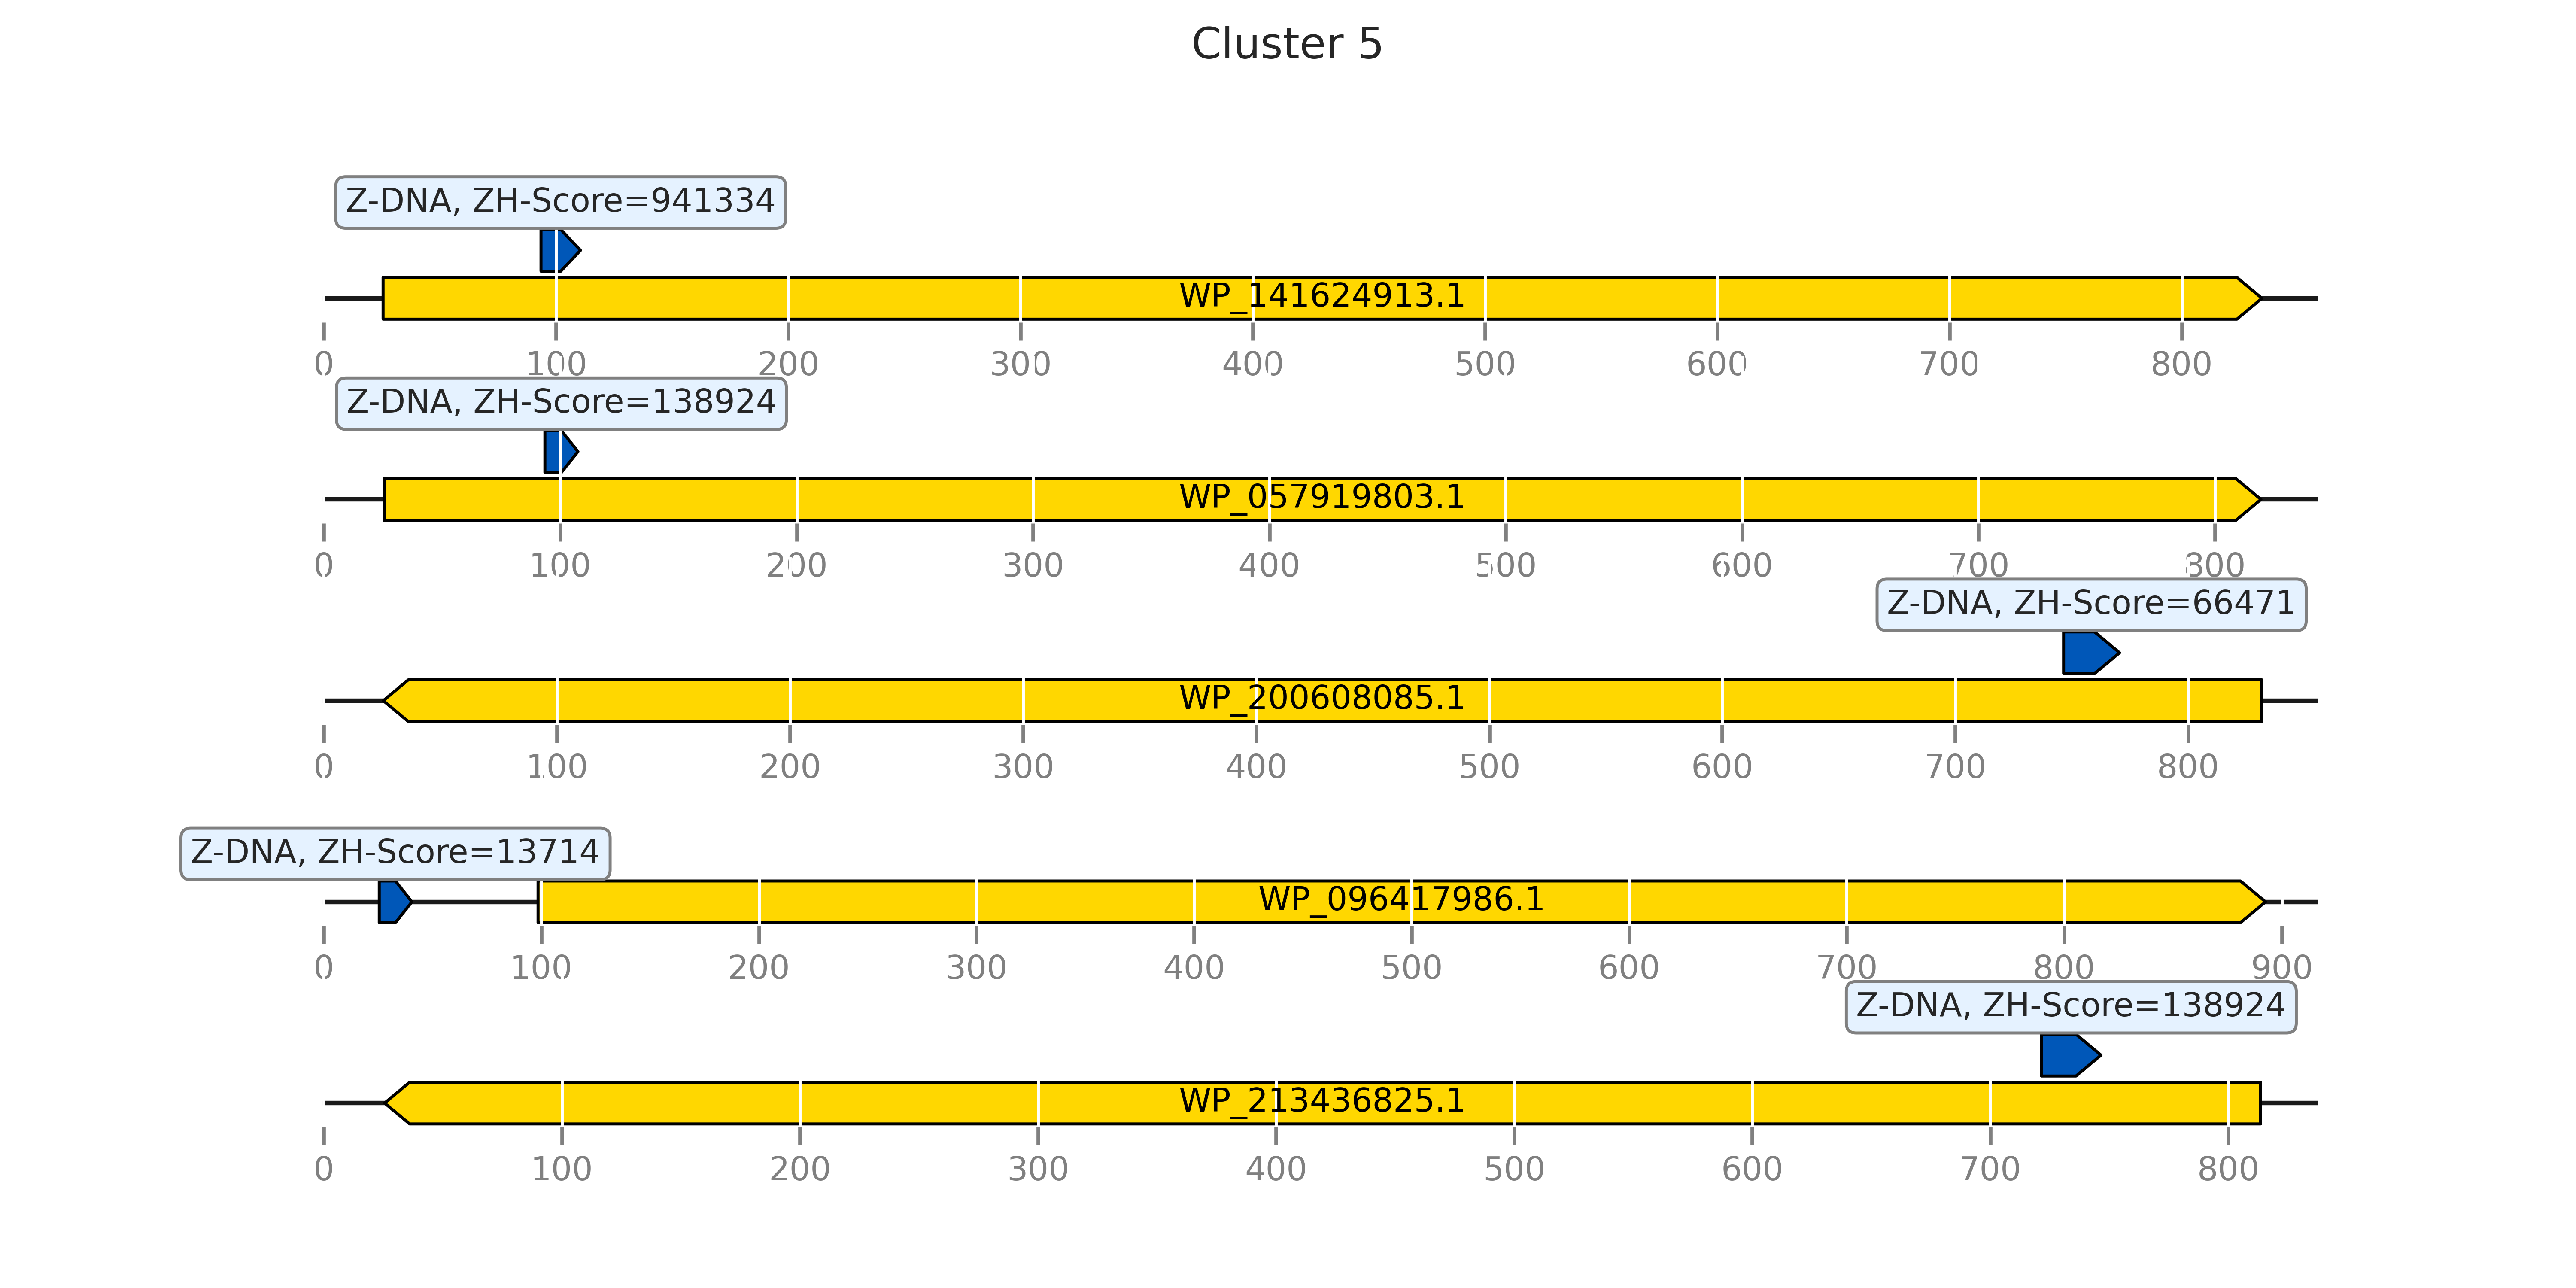 Cluster 5
Z-DNA, ZH-Score=941334
WP_141624913.1
0 100 200 300 400 500 600 700 800
Z-DNA, ZH-Score=138924
WP_057919803.1
0 100 200 300 400 500 600 700 800
Z-DNA, ZH-Score=66471
WP_200608085.1
0 100 200 300 400 500 600 700 800
Z-DNA, ZH-Score=13714
WP_096417986.1
0 100 200 300 400 500 600 700 800 900
Z-DNA, ZH-Score=138924
WP_213436825.1
0 100 200 300 400 500 600 700 800